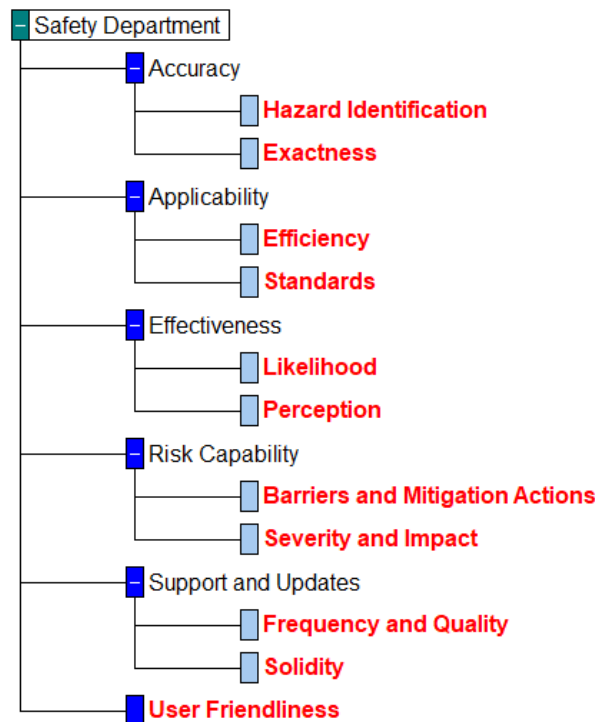 Safety Department
Accuracy
Hazard Identification
Exactness
Applicability
Efficiency
Standards
Effectiveness
Likelihood
Perception
Risk Capability
Barriers and Mitigation Actions
Severity and Impact
Support and Updates
Frequency and Quality
Solidity
User Friendliness